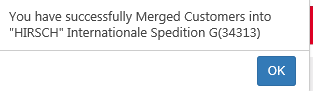 You have successfully Merged Customers into
"HIRSCH" Internationale Spedition G(34313)
OK